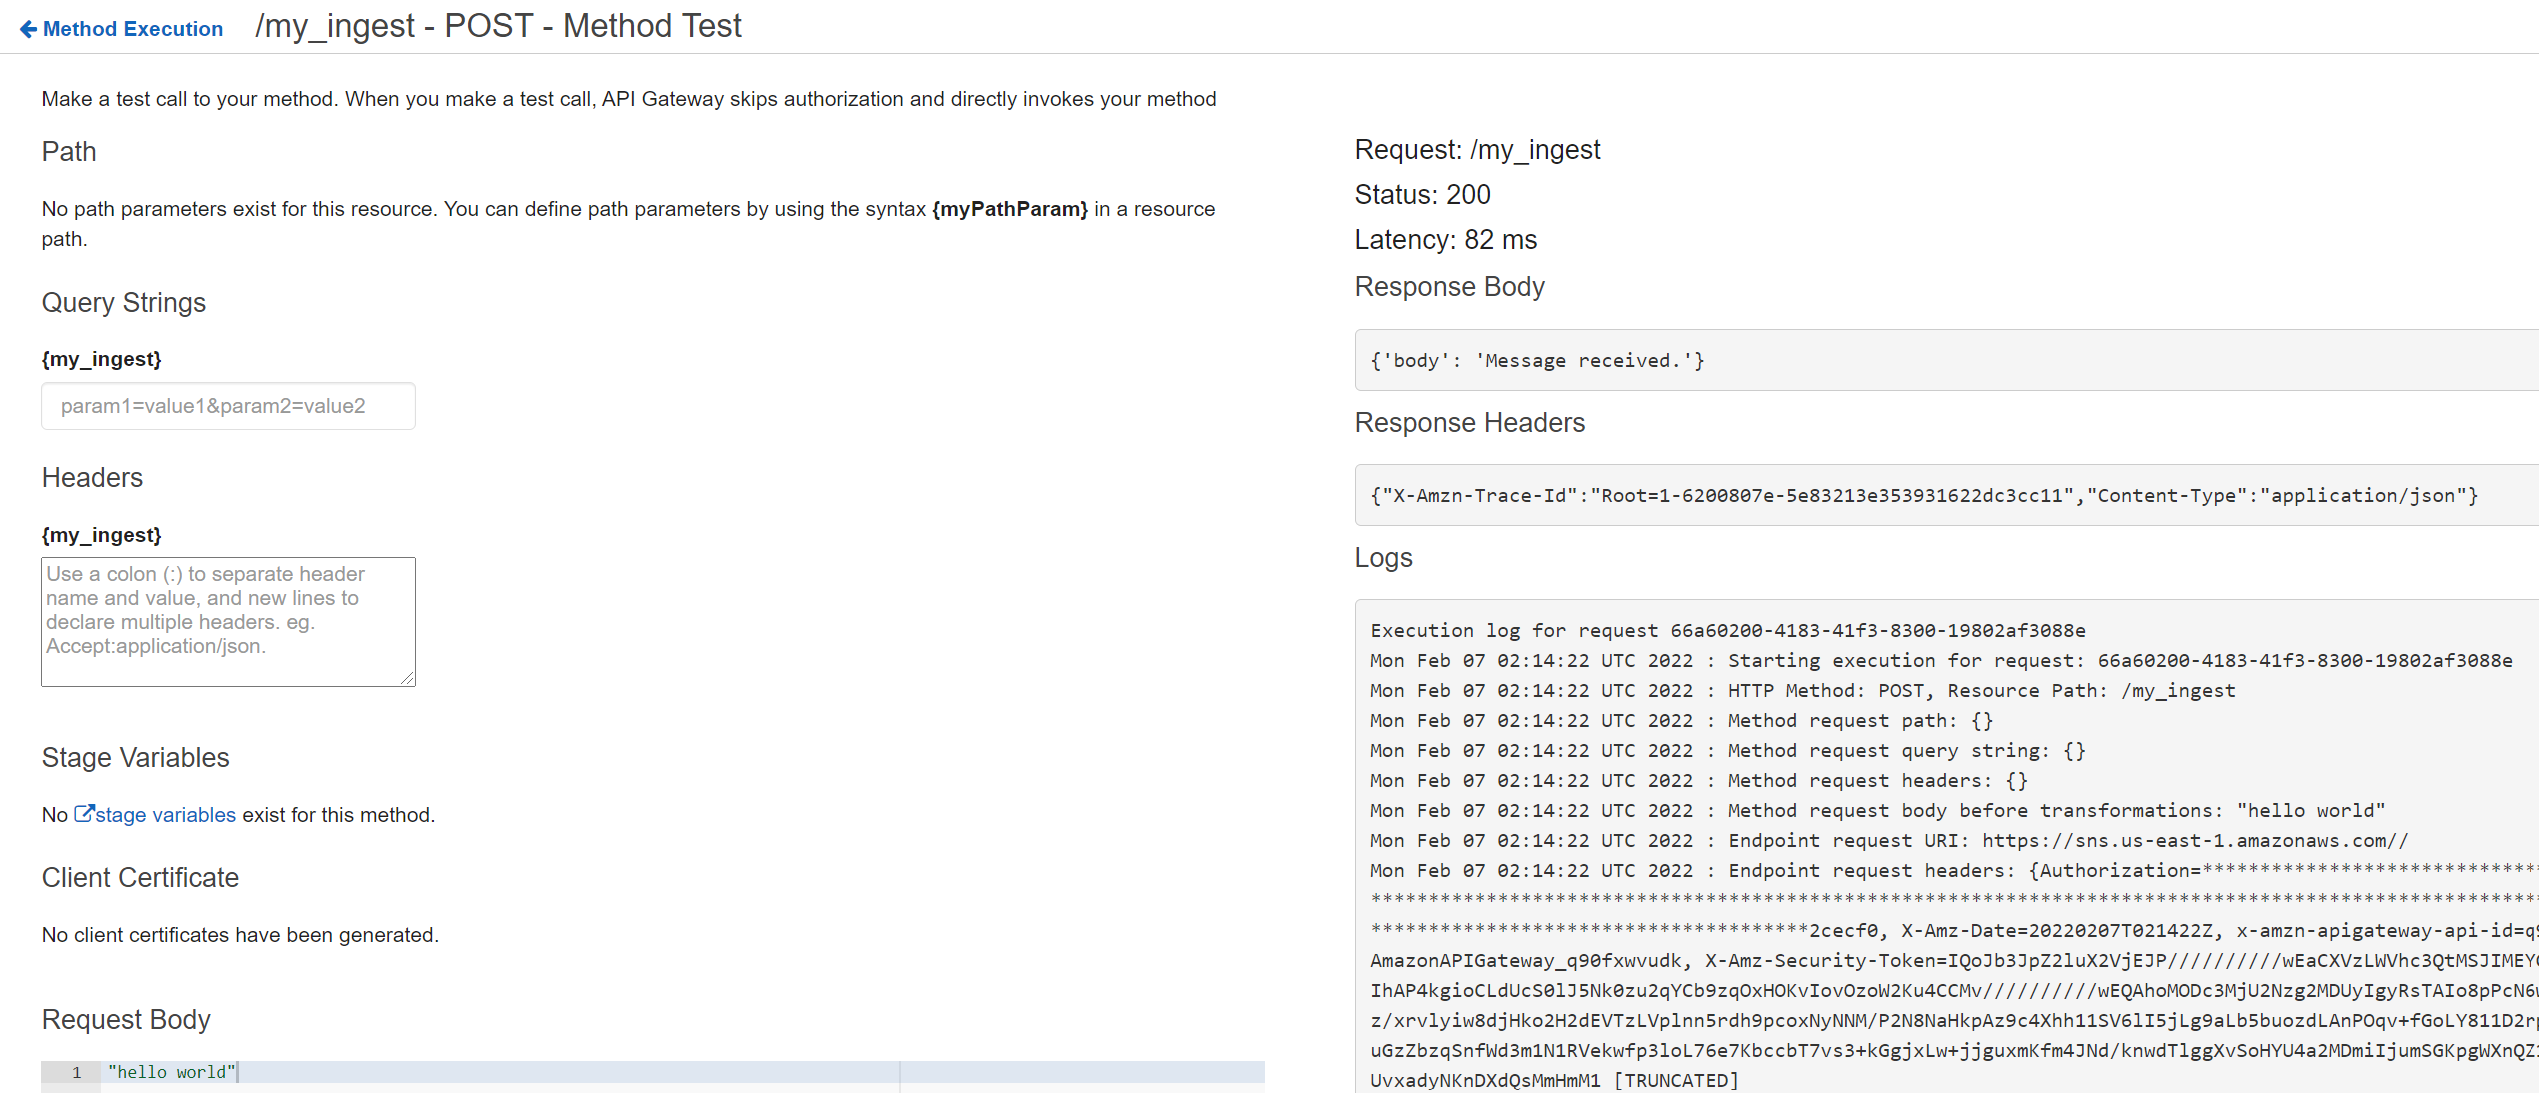 Method Execution /my_ingest - POST - Method Test
Make a test call to your method. When you make a test call, API Gateway skips authorization and directly invokes your method
Path
No path parameters exist for this resource. You can define path parameters by using the syntax {myPathParam} in a resource
path.
Query Strings
{my_ingest}
param1=value1&param2=value2
Headers
{my_ingest}
Use a colon (:) to separate header
name and value, and new lines to
declare multiple headers. eg.
Accept:application/json.
Stage Variables
No stage variables exist for this method.
Client Certificate
No client certificates have been generated.
Request Body
1 "hello world"
Request: /my_ingest
Status: 200
Latency: 82 ms
Response Body
{'body': 'Message received.'}
Response Headers
{"X-Amzn-Trace-Id":"Root=1-6200807e-5e83213e353931622dc3cc11","Content-Type":"application/json"}
Logs
Execution log for request 66a60200-4183-41f3-8300-19802af3088e
Mon Feb 07 02:14:22 UTC 2022 : Starting execution for request: 66a60200-4183-41f3-8300-19802af3088e
Mon Feb 07 02:14:22 UTC 2022 : HTTP Method: POST, Resource Path: /my_ingest
Mon Feb 07 02:14:22 UTC 2022 : Method request path: {}
Mon Feb 07 02:14:22 UTC 2022 : Method request query string: {}
Mon Feb 07 02:14:22 UTC 2022 : Method request headers: {}
Mon Feb 07 02:14:22 UTC 2022 : Method request body before transformations: "hello world"
Mon Feb 07 02:14:22 UTC 2022 : Endpoint request URI: https://sns.us-east-1.amazonaws.com//
Mon Feb 07 02:14:22 UTC 2022 : Endpoint request headers: {Authorization=*****************************
*****************************************************************************************************
**************************************2cecf0, X-Amz-Date=20220207T021422Z, x-amzn-apigateway-api-id=q9
AmazonAPIGateway_q90fxwvudk, X-Amz-Security-Token=IQoJb3JpZ2luX2VjEJP//////////wEaCXVzLWVhc3QtMSJIMEY
IhAP4kgioCLdUcS0lJ5Nk0zu2qYCb9zqOxHOKvIovOzoW2Ku4CCMv//////////wEQAhoMODc3MjU2Nzg2MDUyIgyRsTAIo8pPcN6
z/xrvlyiw8djHko2H2dEVTzLVplnn5rdh9pcoxNyNNM/P2N8NaHkpAz9c4Xhh11SV6lI5jLg9aLb5buozdLAnPOqv+fGoLY811D2r
uGzZbzqSnfWd3m1N1RVekwfp3loL76e7KbccbT7vs3+kGgjxLw+jjguxmKfm4JNd/knwdTlggXvSoHYU4a2MDmiIjumSGKpgWXnQZ
UvxadyNKnDXdQsMmHmM1 [TRUNCATED]